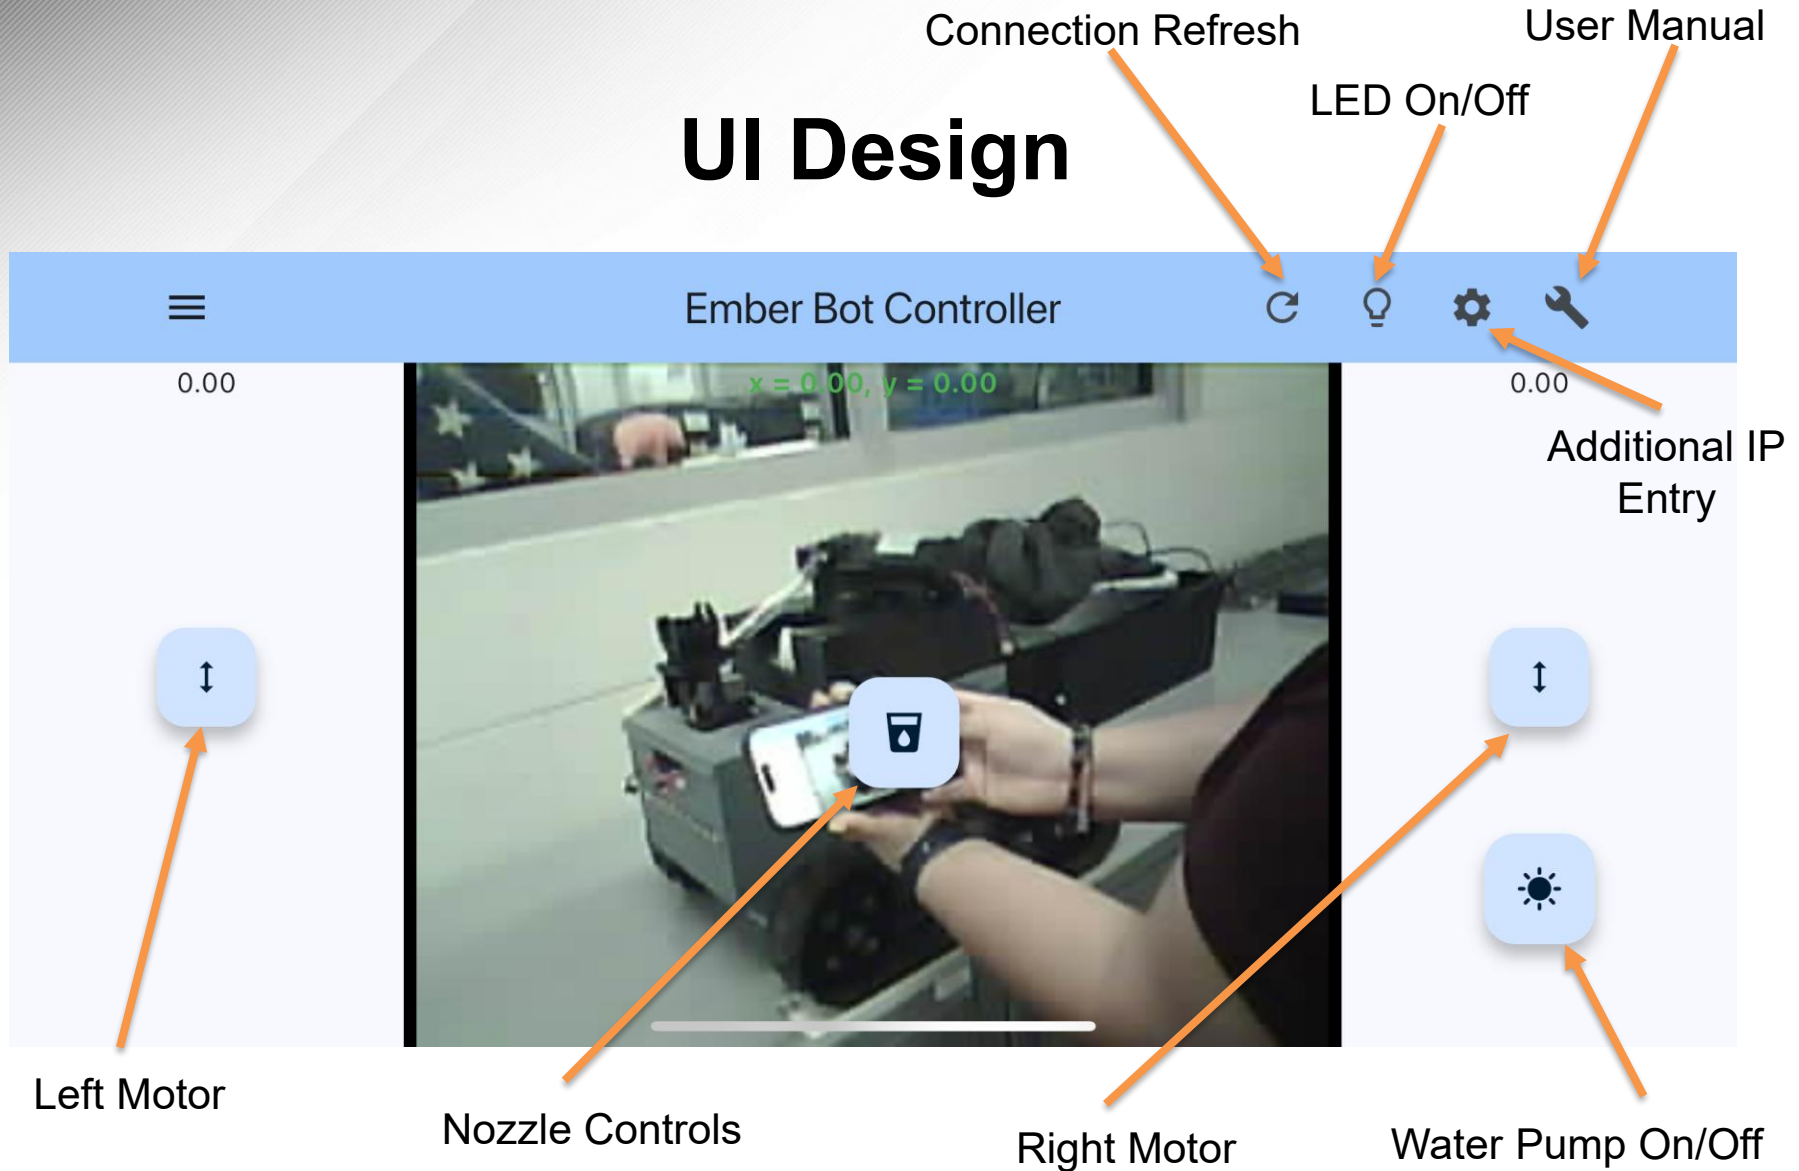 Connection Refresh
User Manual
LED On/Off
UI Design
Ember Bot Controller
0.00
x = 0.00, y = 0.00
0.00
Additional IP
Entry
Left Motor
Nozzle Controls
Right Motor
Water Pump On/Off